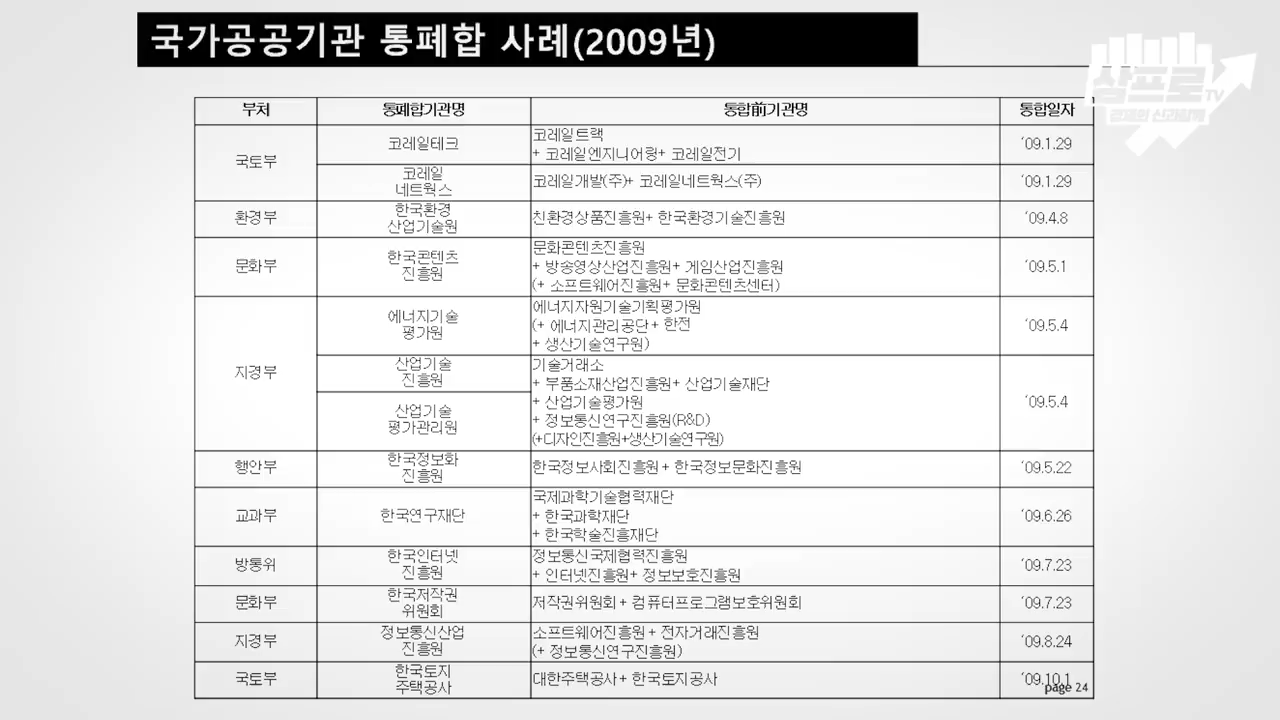 국가공공기관 통폐합 사례(2009년)
삼프로TV
경제의 신과함께
부처 통폐합기관명 통합前기관명 통합일자
국토부 코레일테크 코레일트랙 '09.1.29
+ 코레일엔지니어링+ 코레일전기
코레일 코레일개발(주)+ 코레일네트웍스(주) '09.1.29
네트웍스
환경부 한국환경 친환경상품진흥원+ 한국환경기술진흥원 '09.4.8
산업기술원
문화부 한국콘텐츠 문화콘텐츠진흥원 '09.5.1
진흥원 + 방송영상산업진흥원+ 게임산업진흥원
(+ 소프트웨어진흥원+ 문화콘텐츠센터)
지경부 에너지기술 에너지자원기술기획평가원 '09.5.4
평가원 (+ 에너지관리공단+ 한전
+ 생산기술연구원)
산업기술 기술거래소 '09.5.4
진흥원 + 부품소재산업진흥원+ 산업기술재단
+ 산업기술평가원
산업기술 + 정보통신연구진흥원(R&D)
평가관리원 (+디자인진흥원+생산기술연구원)
행안부 한국정보화 한국정보사회진흥원+ 한국정보문화진흥원 '09.5.22
진흥원
교과부 한국연구재단 국제과학기술협력재단 '09.6.26
+ 한국과학재단
+ 한국학술진흥재단
방통위 한국인터넷 정보통신국제협력진흥원 '09.7.23
진흥원 + 인터넷진흥원+ 정보보호진흥원
문화부 한국저작권 저작권위원회+ 컴퓨터프로그램보호위원회 '09.7.23
위원회
지경부 정보통신산업 소프트웨어진흥원+ 전자거래진흥원 '09.8.24
진흥원 (+ 정보통신연구진흥원)
국토부 한국토지 대한주택공사+ 한국토지공사 '09.10.1
주택공사
page 24